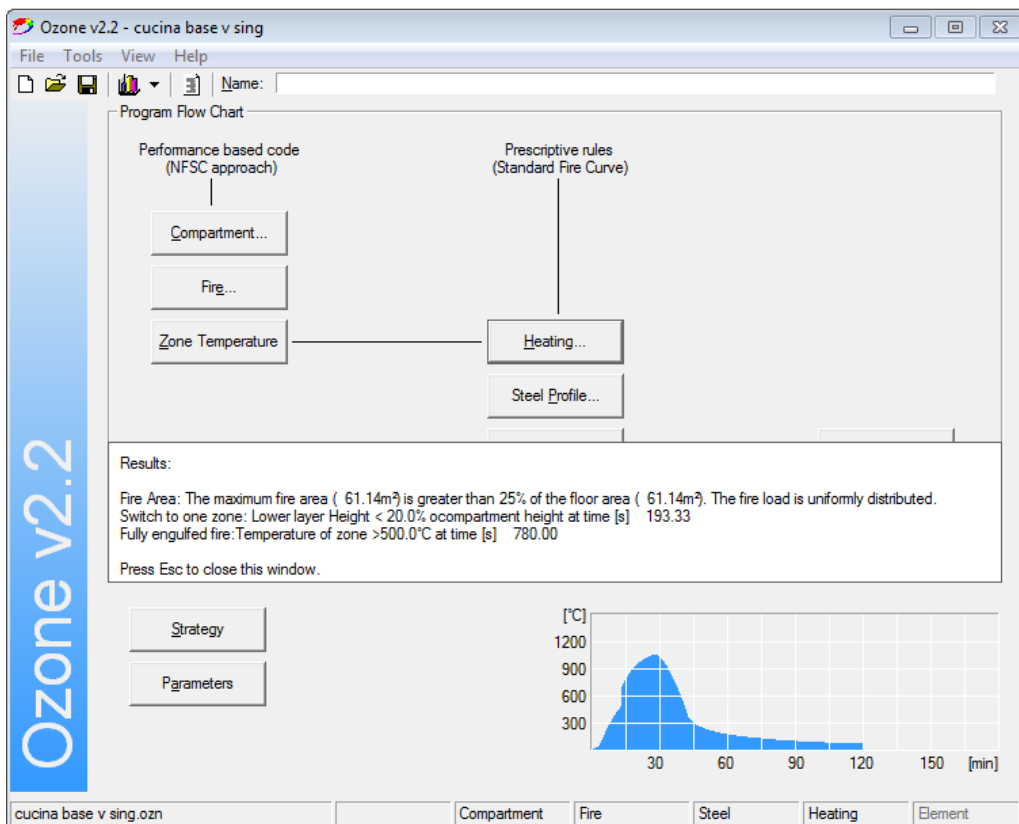 Ozone v2.2 - cucina base v sing
File Tools View Help
Name:
Program Flow Chart
Performance based code
(NFSC approach)
Prescriptive rules
(Standard Fire Curve)
Compartment...
Fire...
Zone Temperature
Heating...
Steel Profile...
Results:
Fire Area: The maximum fire area ( 61.14m²) is greater than 25% of the floor area ( 61.14m²). The fire load is uniformly distributed.
Switch to one zone: Lower layer Height < 20.0% ocompartment height at time [s] 193.33
Fully engulfed fire:Temperature of zone >500.0°C at time [s] 780.00
Press Esc to close this window.
Strategy
Parameters
[°C]
1200
900
600
300
30 60 90 120 150 [min]
Ozone v2.2
cucina base v sing.ozn Compartment Fire Steel Heating Element